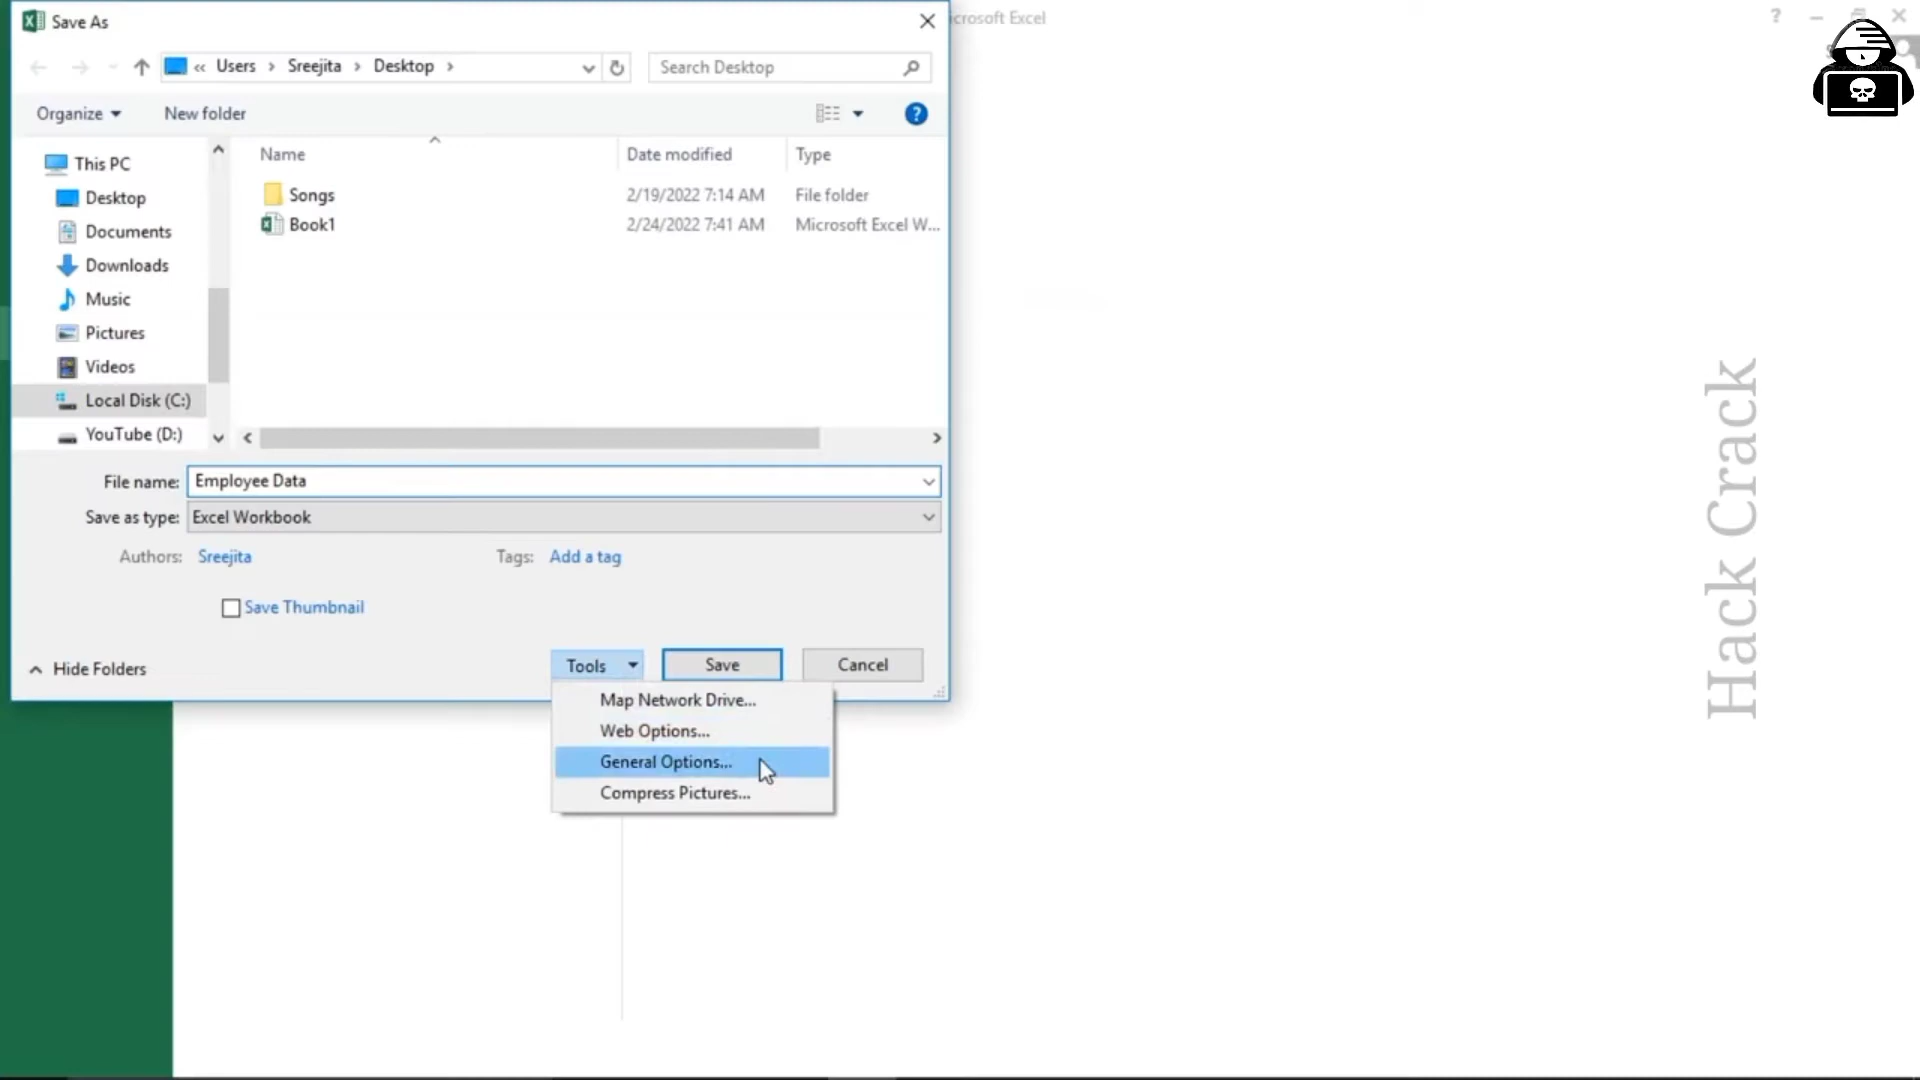 Save As
crosoft Excel
?
« Users > Sreejita > Desktop >
Search Desktop
Organize
New folder
?
Name
Date modified
Type
This PC
Desktop
Documents
Downloads
Music
Pictures
Videos
Local Disk (C:)
YouTube (D:)
Songs
2/19/2022 7:14 AM
File folder
Book1
2/24/2022 7:41 AM
Microsoft Excel W...
File name:
Employee Data
Save as type:
Excel Workbook
Authors:
Sreejita
Tags:
Add a tag
Save Thumbnail
Hide Folders
Tools
Save
Cancel
Map Network Drive...
Web Options...
General Options...
Compress Pictures...
Hack Crack